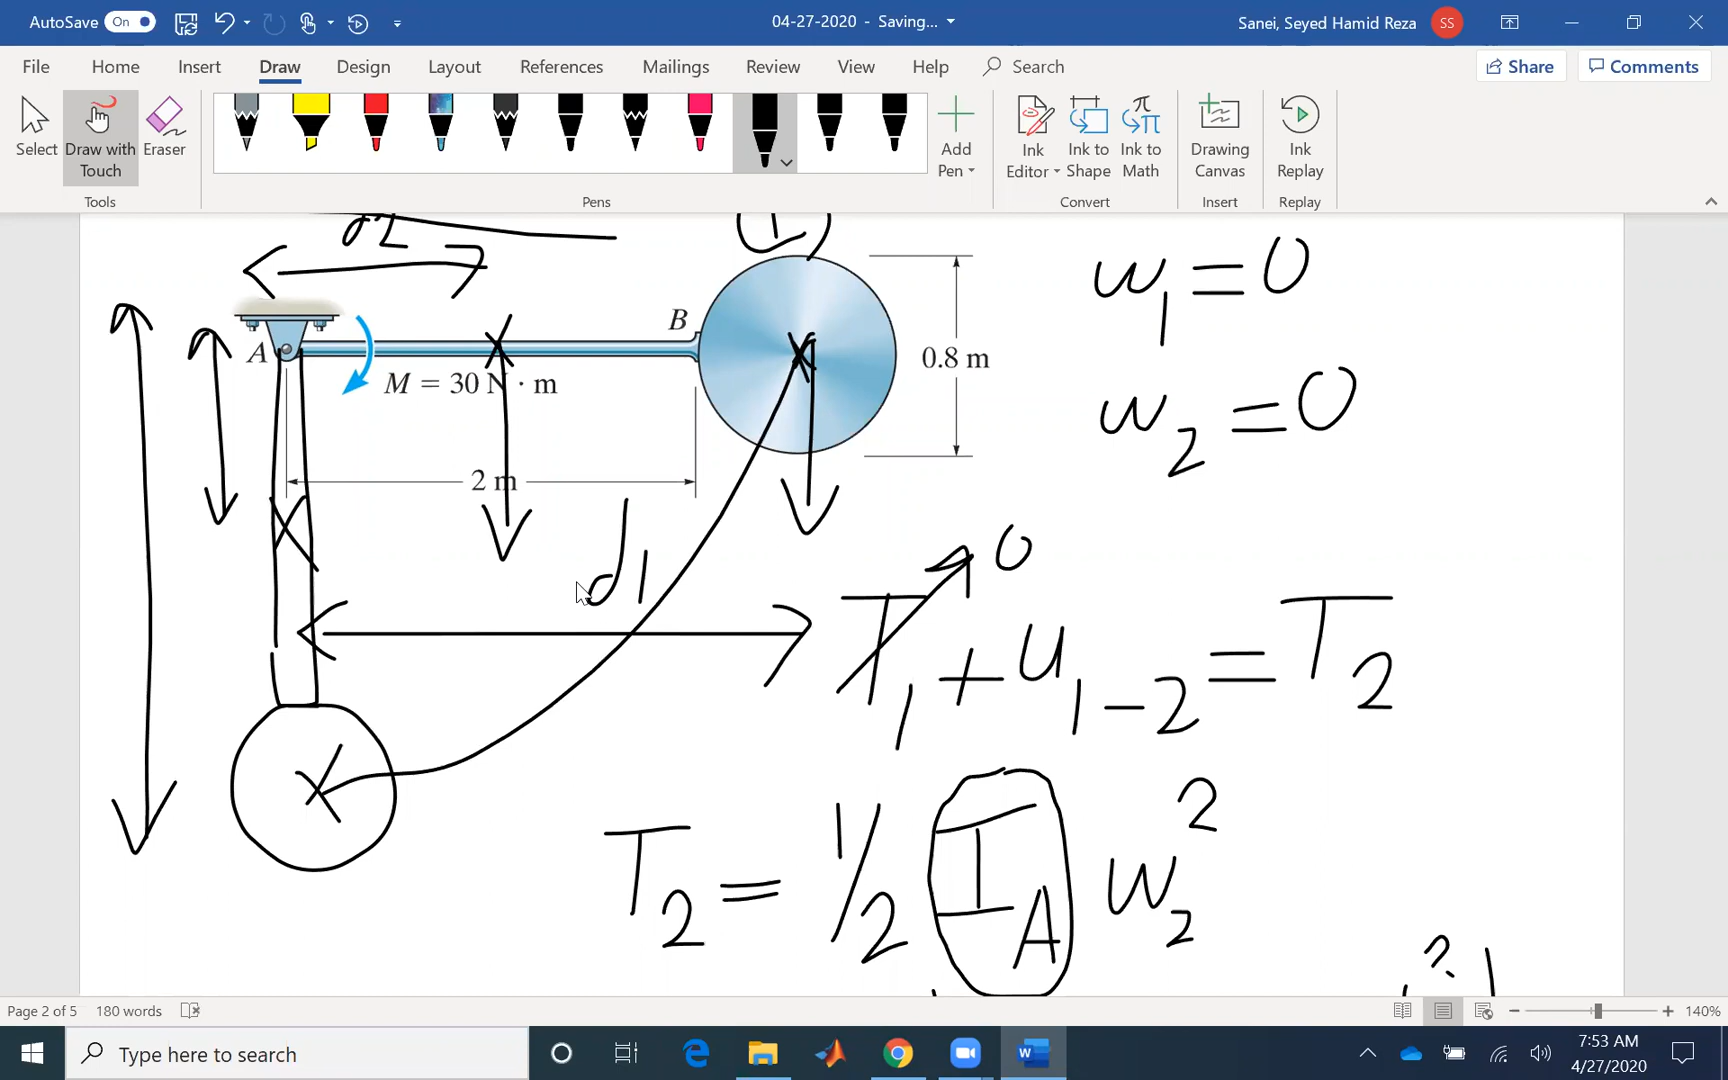 AutoSave On 04-27-2020 - Saving... Sanei, Seyed Hamid Reza SS
File Home Insert Draw Design Layout References Mailings Review View Help Search Share Comments
Select Draw with Touch Eraser Add Pen Ink Editor Ink to Shape Ink to Math Drawing Canvas Ink Replay
Tools Pens Convert Insert Replay
w1 = 0
B
A
0.8 m
M = 30 N · m
w2 = 0
2 m
d1
0
T1 + U1-2 = T2
T2 = 1/2 IA w2²
Page 2 of 5 180 words 140%
Type here to search
7:53 AM
4/27/2020